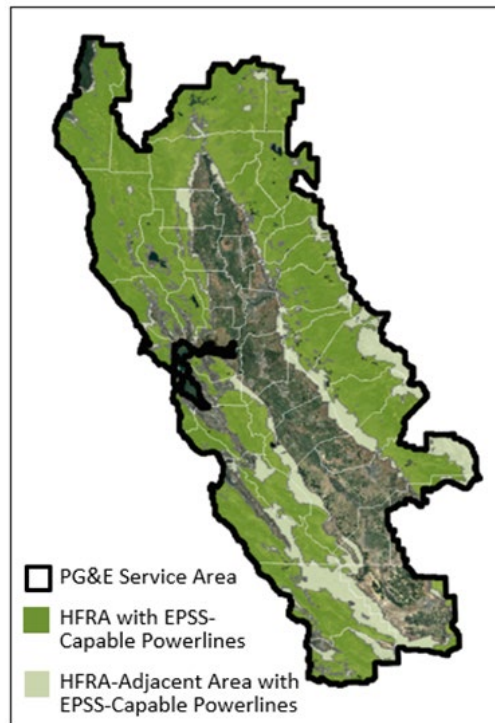 PG&E Service Area
HFRA with EPSS-
Capable Powerlines
HFRA-Adjacent Area with
EPSS-Capable Powerlines